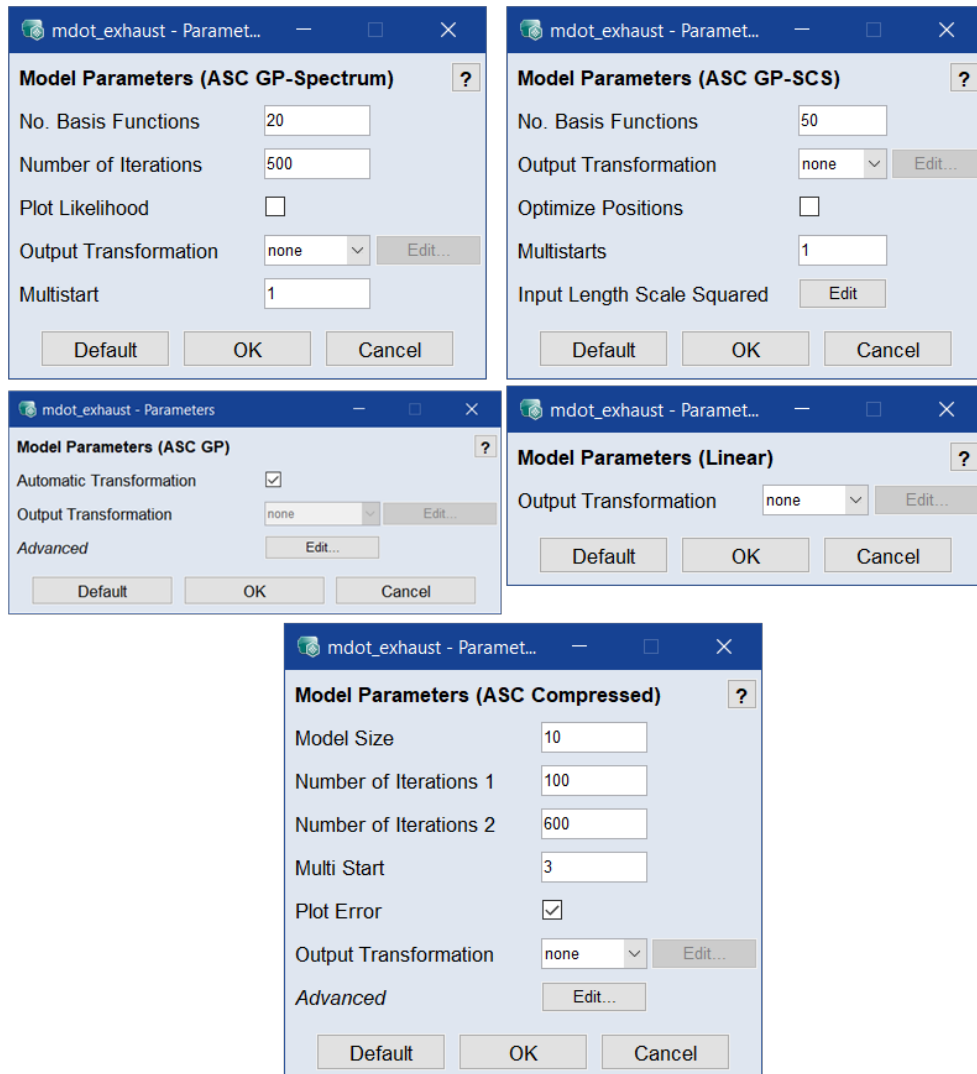 mdot_exhaust - Paramet...
Model Parameters (ASC GP-Spectrum) ?
No. Basis Functions 20
Number of Iterations 500
Plot Likelihood
Output Transformation none Edit...
Multistart 1
Default OK Cancel
mdot_exhaust - Paramet...
Model Parameters (ASC GP-SCS) ?
No. Basis Functions 50
Output Transformation none Edit...
Optimize Positions
Multistarts 1
Input Length Scale Squared Edit
Default OK Cancel
mdot_exhaust - Parameters
Model Parameters (ASC GP) ?
Automatic Transformation
Output Transformation none Edit...
Advanced Edit...
Default OK Cancel
mdot_exhaust - Paramet...
Model Parameters (Linear) ?
Output Transformation none Edit...
Default OK Cancel
mdot_exhaust - Paramet...
Model Parameters (ASC Compressed) ?
Model Size 10
Number of Iterations 1 100
Number of Iterations 2 600
Multi Start 3
Plot Error
Output Transformation none Edit...
Advanced Edit...
Default OK Cancel